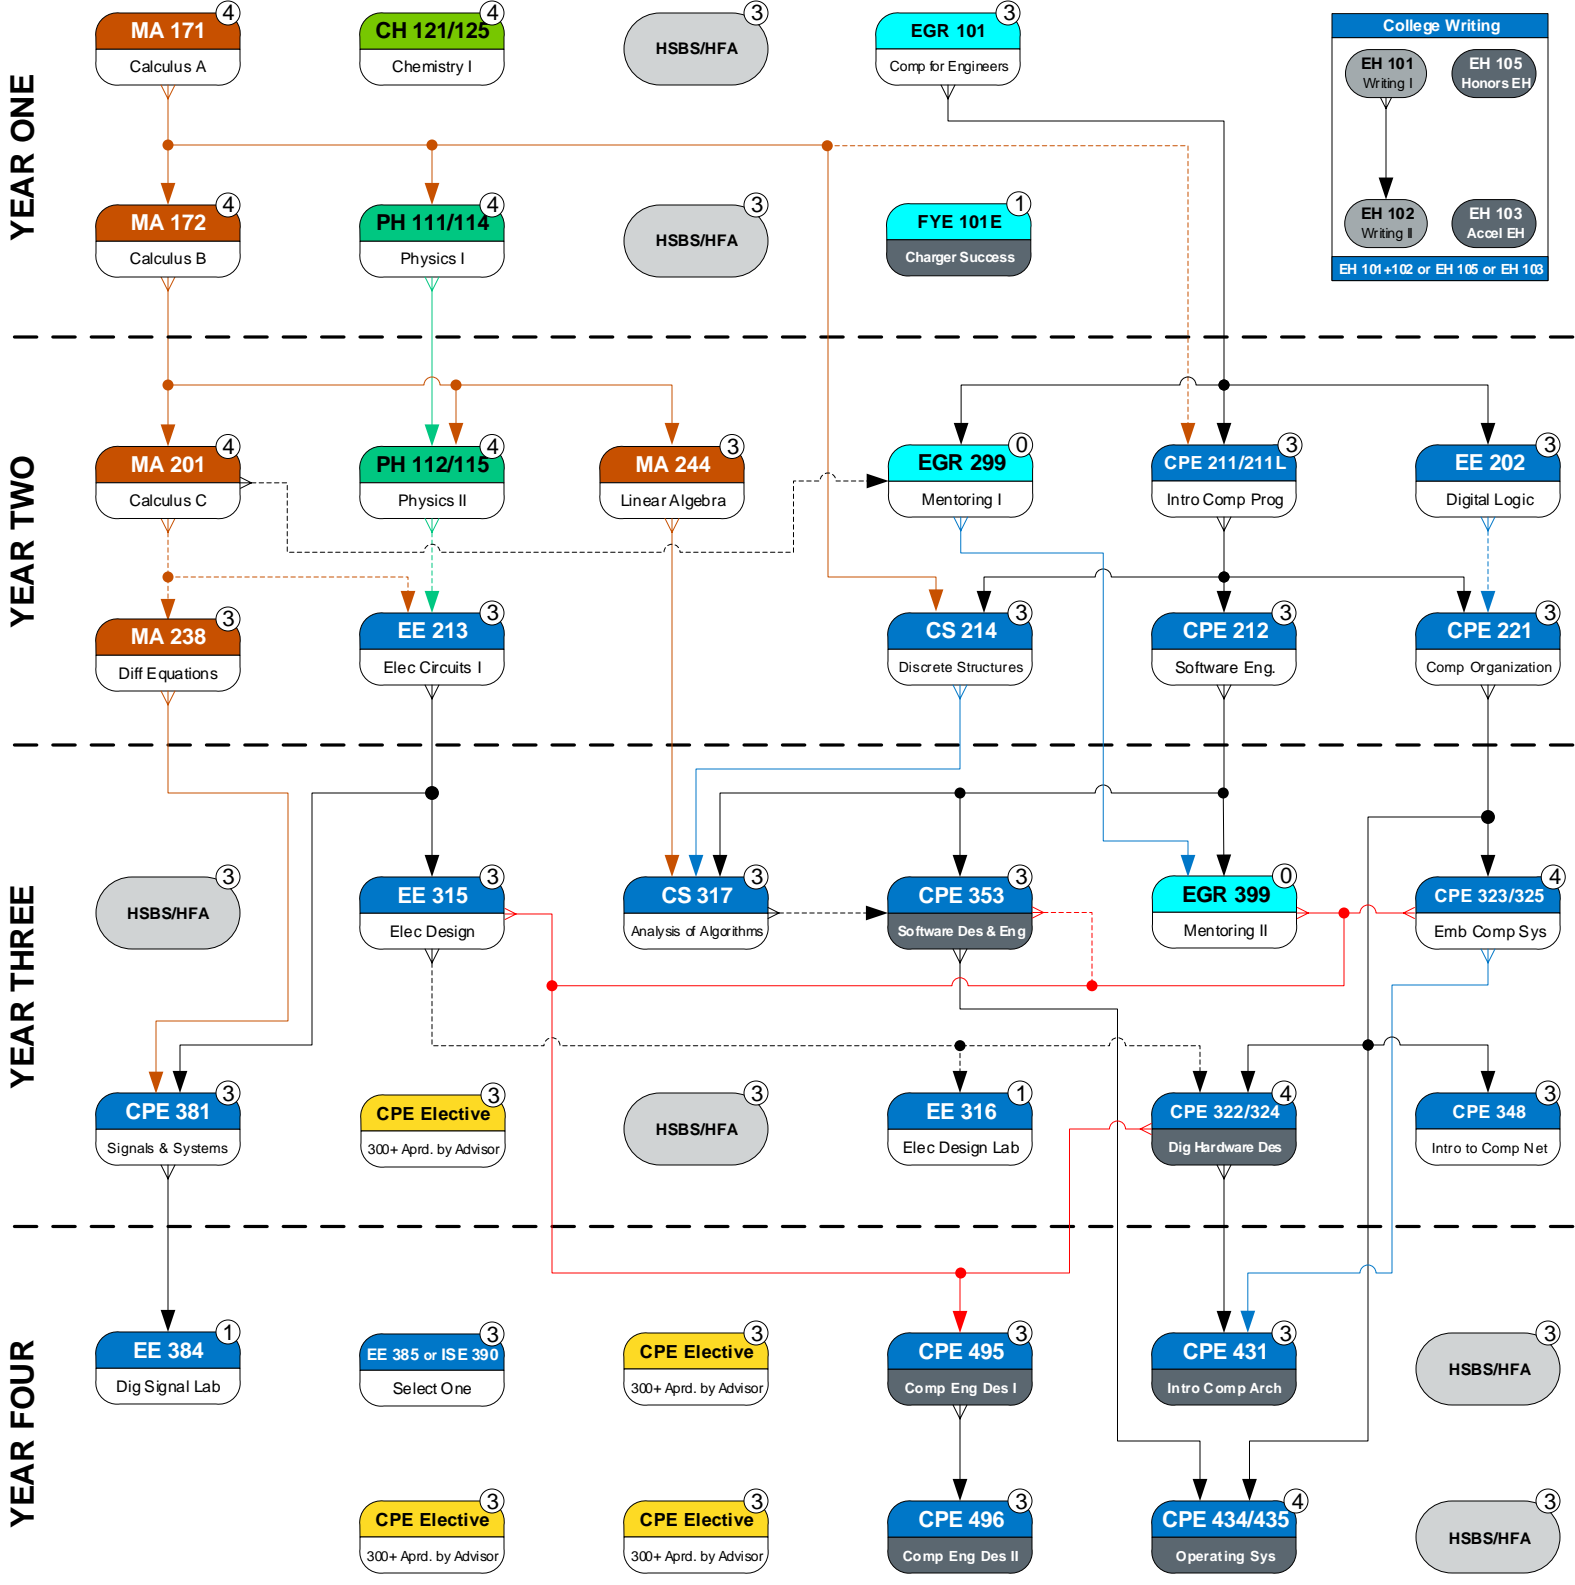 YEAR ONE
4
MA 171
Calculus A
4
CH 121/125
Chemistry I
3
HSBS/HFA
3
EGR 101
Comp for Engineers
College Writing
EH 101
Writing I
EH 105
Honors EH
EH 102
Writing II
EH 103
Accel EH
EH 101+102 or EH 105 or EH 103
4
MA 172
Calculus B
4
PH 111/114
Physics I
3
HSBS/HFA
1
FYE 101E
Charger Success
YEAR TWO
4
MA 201
Calculus C
4
PH 112/115
Physics II
3
MA 244
Linear Algebra
0
EGR 299
Mentoring I
3
CPE 211/211L
Intro Comp Prog
3
EE 202
Digital Logic
3
MA 238
Diff Equations
3
EE 213
Elec Circuits I
3
CS 214
Discrete Structures
3
CPE 212
Software Eng.
3
CPE 221
Comp Organization
YEAR THREE
3
HSBS/HFA
3
EE 315
Elec Design
3
CS 317
Analysis of Algorithms
3
CPE 353
Software Des & Eng
0
EGR 399
Mentoring II
4
CPE 323/325
Emb Comp Sys
3
CPE 381
Signals & Systems
3
CPE Elective
300+ Aprd. by Advisor
3
HSBS/HFA
1
EE 316
Elec Design Lab
4
CPE 322/324
Dig Hardware Des
3
CPE 348
Intro to Comp Net
YEAR FOUR
1
EE 384
Dig Signal Lab
3
EE 385 or ISE 390
Select One
3
CPE Elective
300+ Aprd. by Advisor
3
CPE 495
Comp Eng Des I
3
CPE 431
Intro Comp Arch
3
HSBS/HFA
3
CPE Elective
300+ Aprd. by Advisor
3
CPE Elective
300+ Aprd. by Advisor
3
CPE 496
Comp Eng Des II
4
CPE 434/435
Operating Sys
3
HSBS/HFA